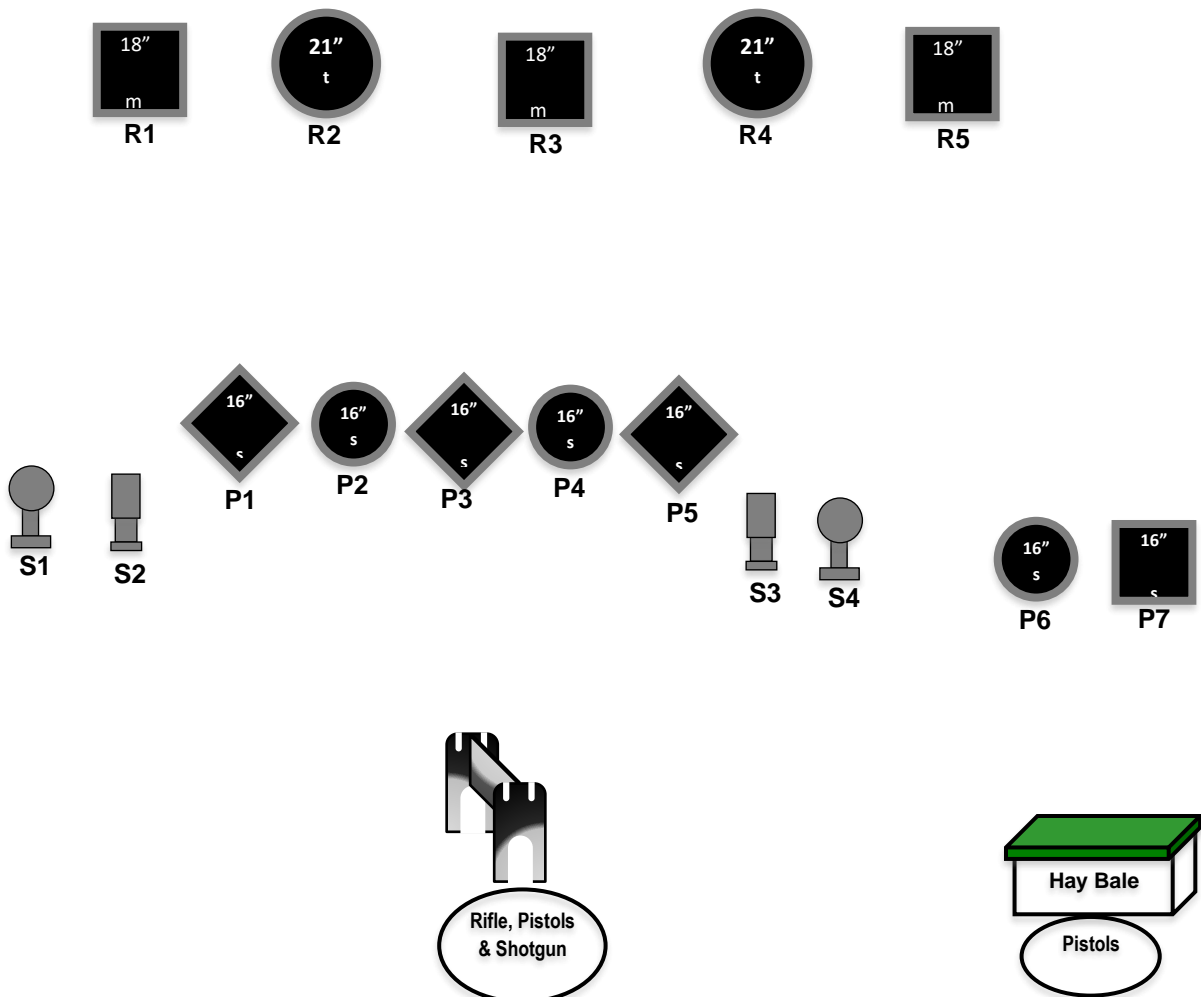 18”
m
R1
21”
t
R2
18”
m
R3
21”
t
R4
18”
m
R5
16”
s
P1
16”
s
P2
16”
s
P3
16”
s
P4
16”
s
P5
S1
S2
S3
S4
16”
s
P6
16”
s
P7
Rifle, Pistols
& Shotgun
Hay Bale
Pistols